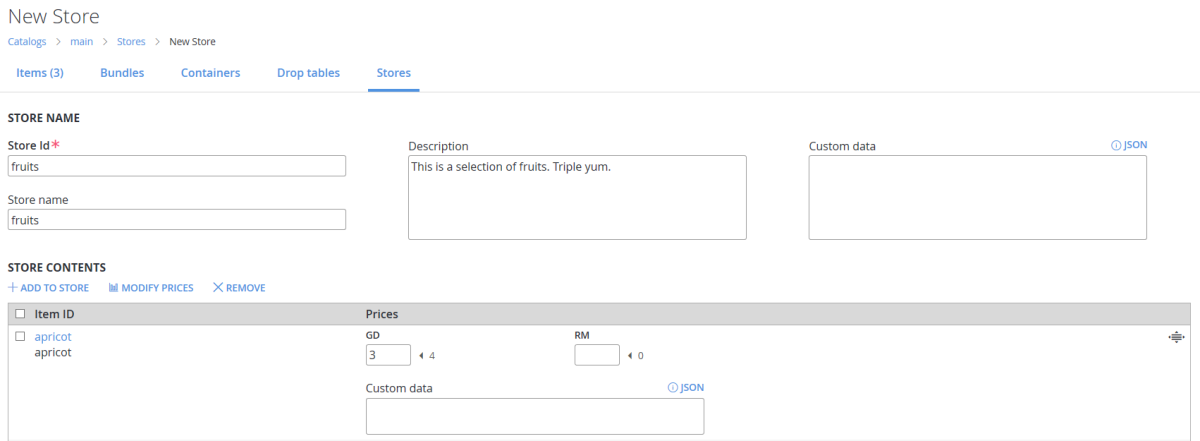 New Store
Catalogs > main > Stores > New Store
Items (3) Bundles Containers Drop tables Stores
STORE NAME
Store Id* Description Custom data JSON
fruits This is a selection of fruits. Triple yum.
Store name
fruits
STORE CONTENTS
+ ADD TO STORE MODIFY PRICES REMOVE
Item ID Prices
apricot GD RM
apricot 3 4 0
Custom data JSON